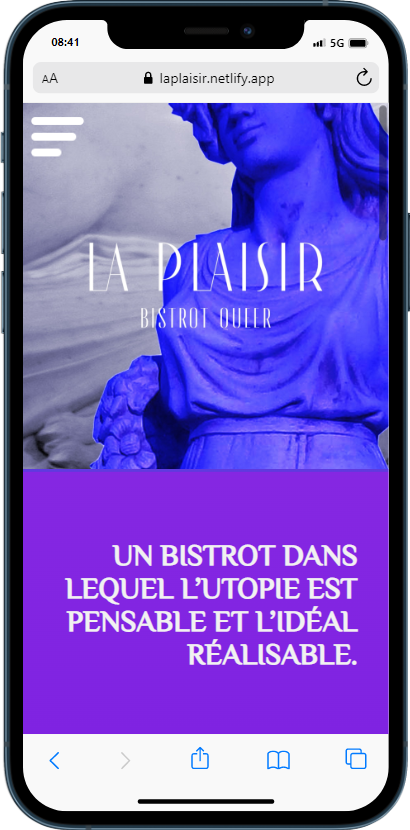 08:41
5G
AA
laplaisir.netlify.app
LA PLAISIR
BISTROT QUEER
UN BISTROT DANS
LEQUEL L’UTOPIE EST
PENSABLE ET L’IDÉAL
RÉALISABLE.